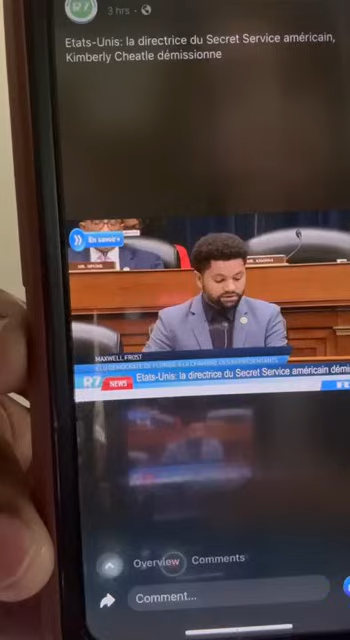 R7
3 hrs ·
Etats-Unis: la directrice du Secret Service américain,
Kimberly Cheatle démissionne
En savoir+
MAXWELL FROST
R7 NEWS Etats-Unis: la directrice du Secret Service américain démi
Overview Comments
Comment...